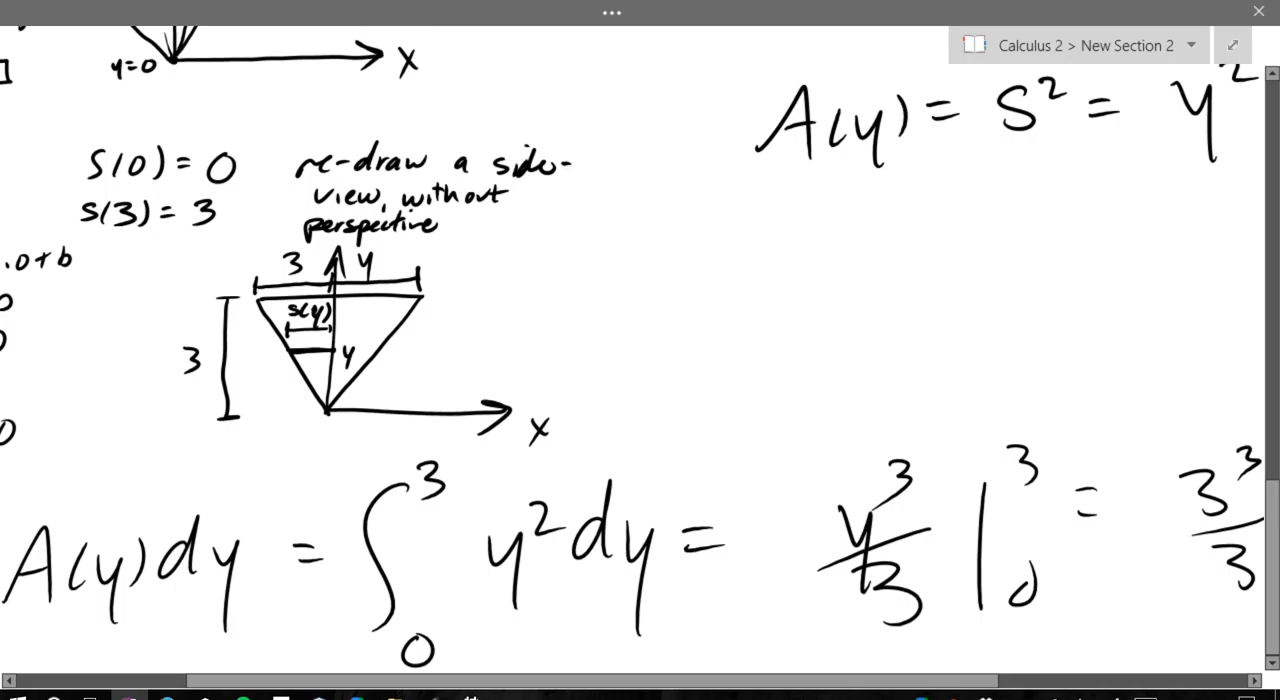 Calculus 2 > New Section 2
y=0
X
A(y) = S² = y²
S(0) = 0
S(3) = 3
re-draw a side-
view, without
perspective
.0+b
3
y
s(y)
y
3
x
A(y)dy = ∫₀³ y²dy = y³/3 |₀³ = 3³/3